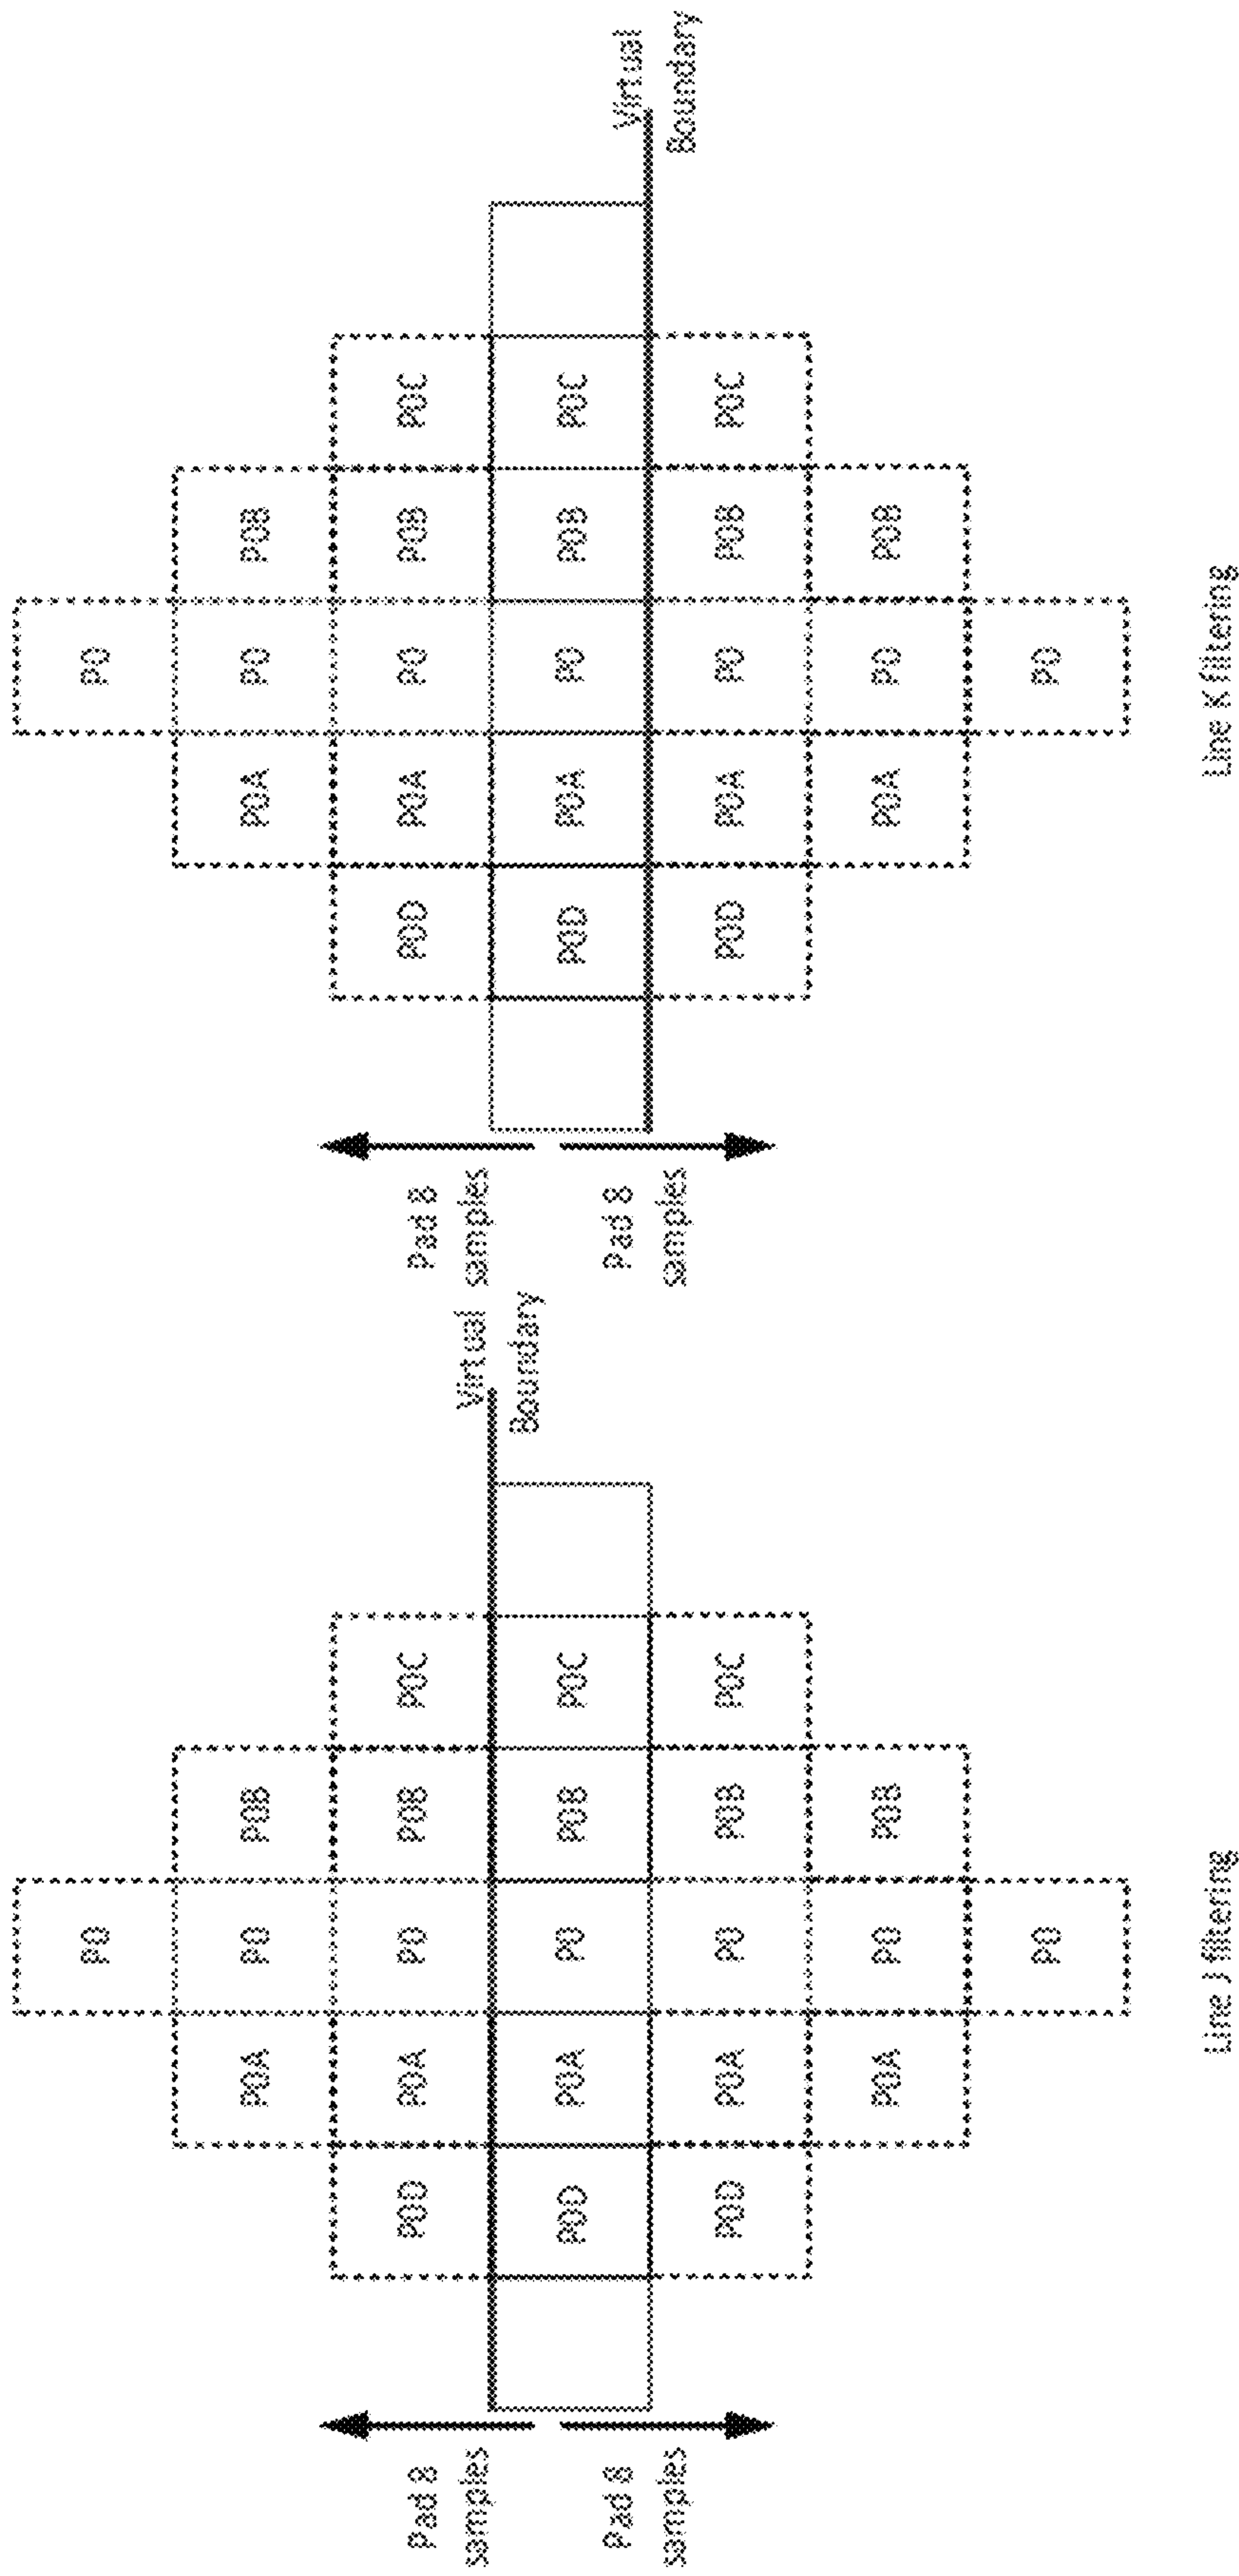 P0
P0A P0 P0B
Pad 8
samples
P0D P0A P0 P0B P0C
Virtual
Boundary
P0D P0A P0 P0B P0C
Pad 8
samples
P0D P0A P0 P0B P0C
P0A P0 P0B
P0
Line J filtering
P0
P0A P0 P0B
Pad 8
samples
P0D P0A P0 P0B P0C
P0D P0A P0 P0B P0C
Virtual
Boundary
Pad 8
samples
P0D P0A P0 P0B P0C
P0A P0 P0B
P0
Line K filtering